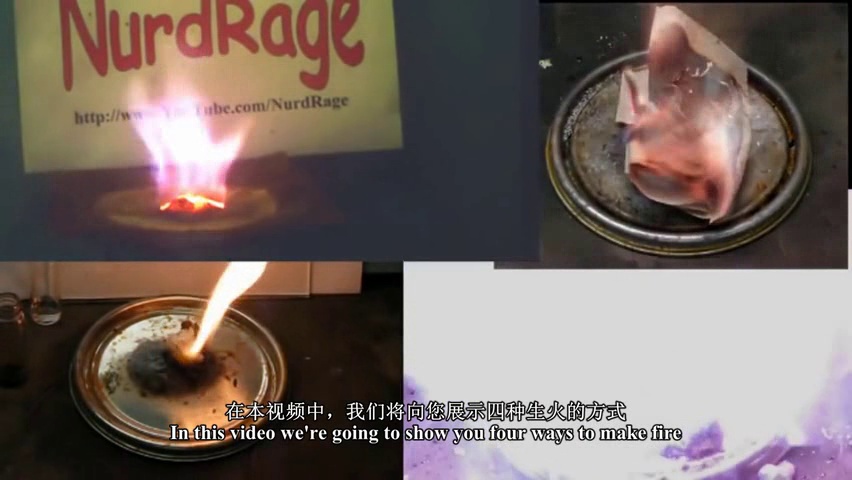 NurdRage
http://www.YouTube.com/NurdRage
在本视频中，我们将向您展示四种生火的方式
In this video we're going to show you four ways to make fire